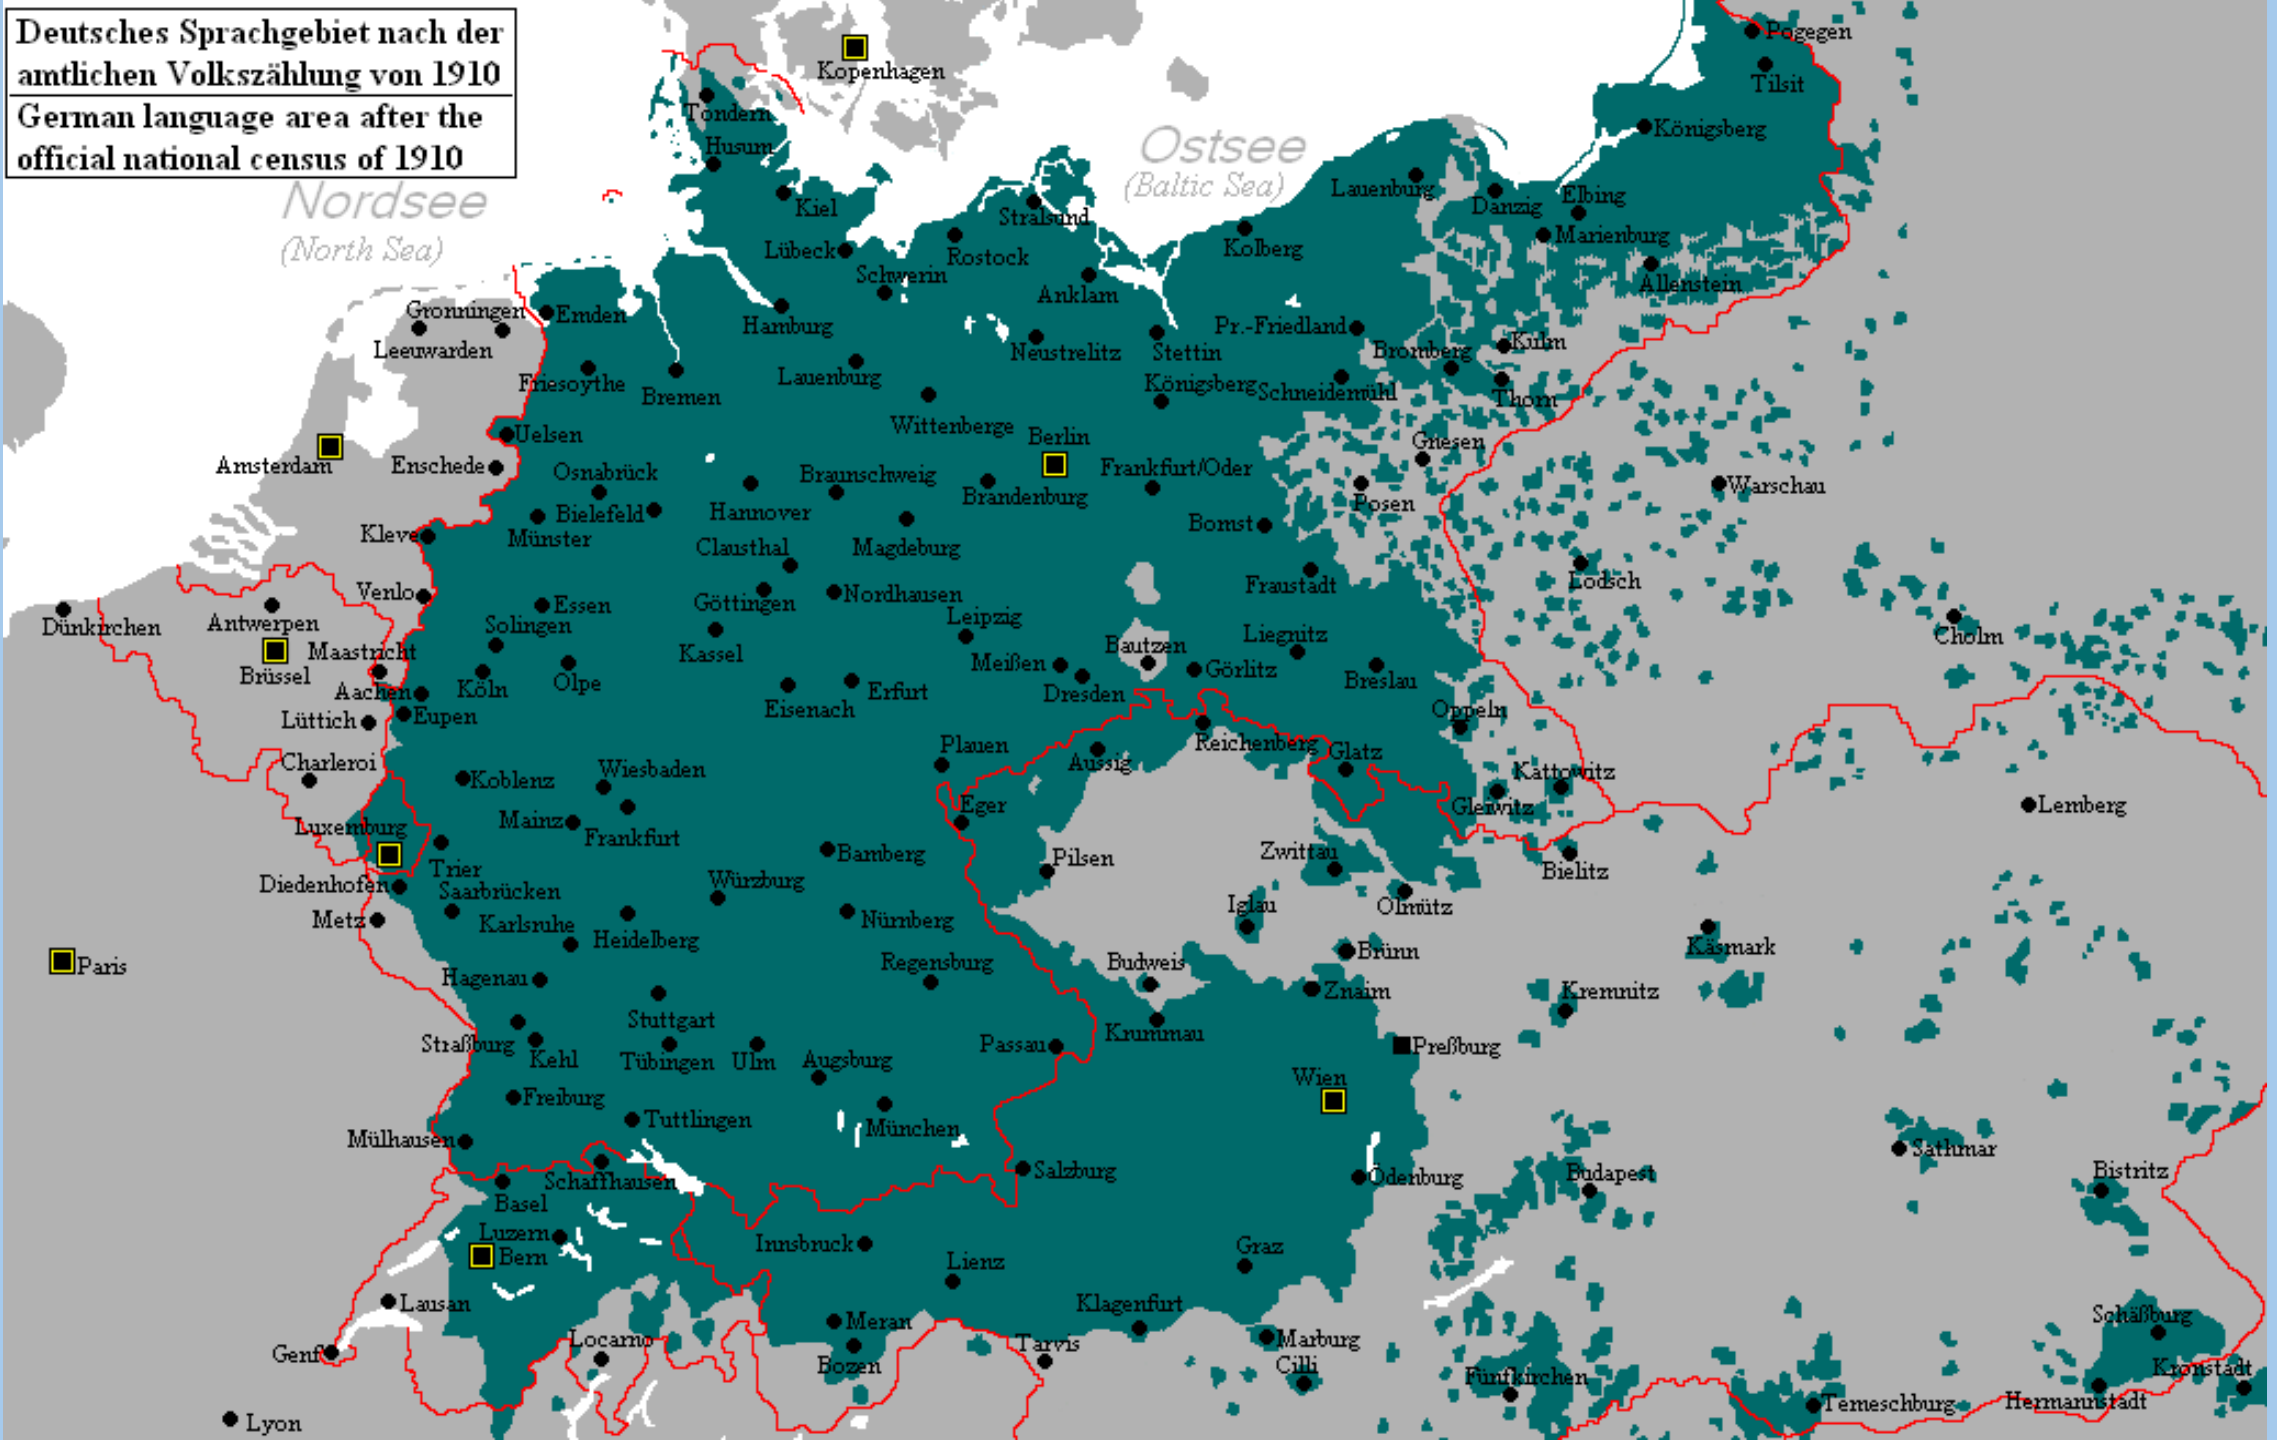 Deutsches Sprachgebiet nach der
amtlichen Volkszählung von 1910
German language area after the
official national census of 1910
Nordsee
(North Sea)
Ostsee
(Baltic Sea)
Kopenhagen
Pogegen
Tilsit
Tondern
Husum
Königsberg
Kiel
Stralsund
Lauenburg
Danzig
Elbing
Lübeck
Rostock
Kolberg
Marienburg
Schwerin
Anklam
Allenstein
Gronningen
Emden
Hamburg
Pr.-Friedland
Leeuwarden
Neustrelitz
Stettin
Bromberg
Kulm
Friesoythe
Bremen
Lauenburg
Königsberg
Schneidemühl
Thorn
Wittenberge
Uelsen
Berlin
Gnesen
Amsterdam
Enschede
Osnabrück
Braunschweig
Brandenburg
Frankfurt/Oder
Warschau
Posen
Bielefeld
Hannover
Bomst
Kleve
Münster
Clausthal
Magdeburg
Venlo
Göttingen
Nordhausen
Fraustadt
Lodsch
Dünkirchen
Antwerpen
Essen
Solingen
Leipzig
Cholm
Brüssel
Maastricht
Kassel
Bautzen
Liegnitz
Meißen
Görlitz
Aachen
Köln
Olpe
Eisenach
Erfurt
Dresden
Breslau
Lüttich
Eupen
Oppeln
Plauen
Reichenberg
Glatz
Charleroi
Koblenz
Wiesbaden
Aussig
Kattowitz
Eger
Gleiwitz
Lemberg
Luxemburg
Mainz
Frankfurt
Bamberg
Pilsen
Zwittau
Trier
Bielitz
Diedenhofen
Saarbrücken
Würzburg
Iglau
Olmütz
Metz
Karlsruhe
Heidelberg
Nürnberg
Käsmark
Paris
Hagenau
Regensburg
Budweis
Brünn
Znaim
Kremnitz
Stuttgart
Straßburg
Kehl
Tübingen
Ulm
Augsburg
Passau
Krummau
Preßburg
Wien
Freiburg
Tuttlingen
München
Mülhausen
Salzburg
Ödenburg
Budapest
Sathmar
Bistritz
Schaffhausen
Basel
Luzern
Bern
Innsbruck
Lienz
Graz
Lausan
Klagenfurt
Meran
Schäßburg
Genf
Locarno
Bozen
Tarvis
Marburg
Cilli
Fünfkirchen
Kronstadt
Lyon
Temeschburg
Hermannstadt